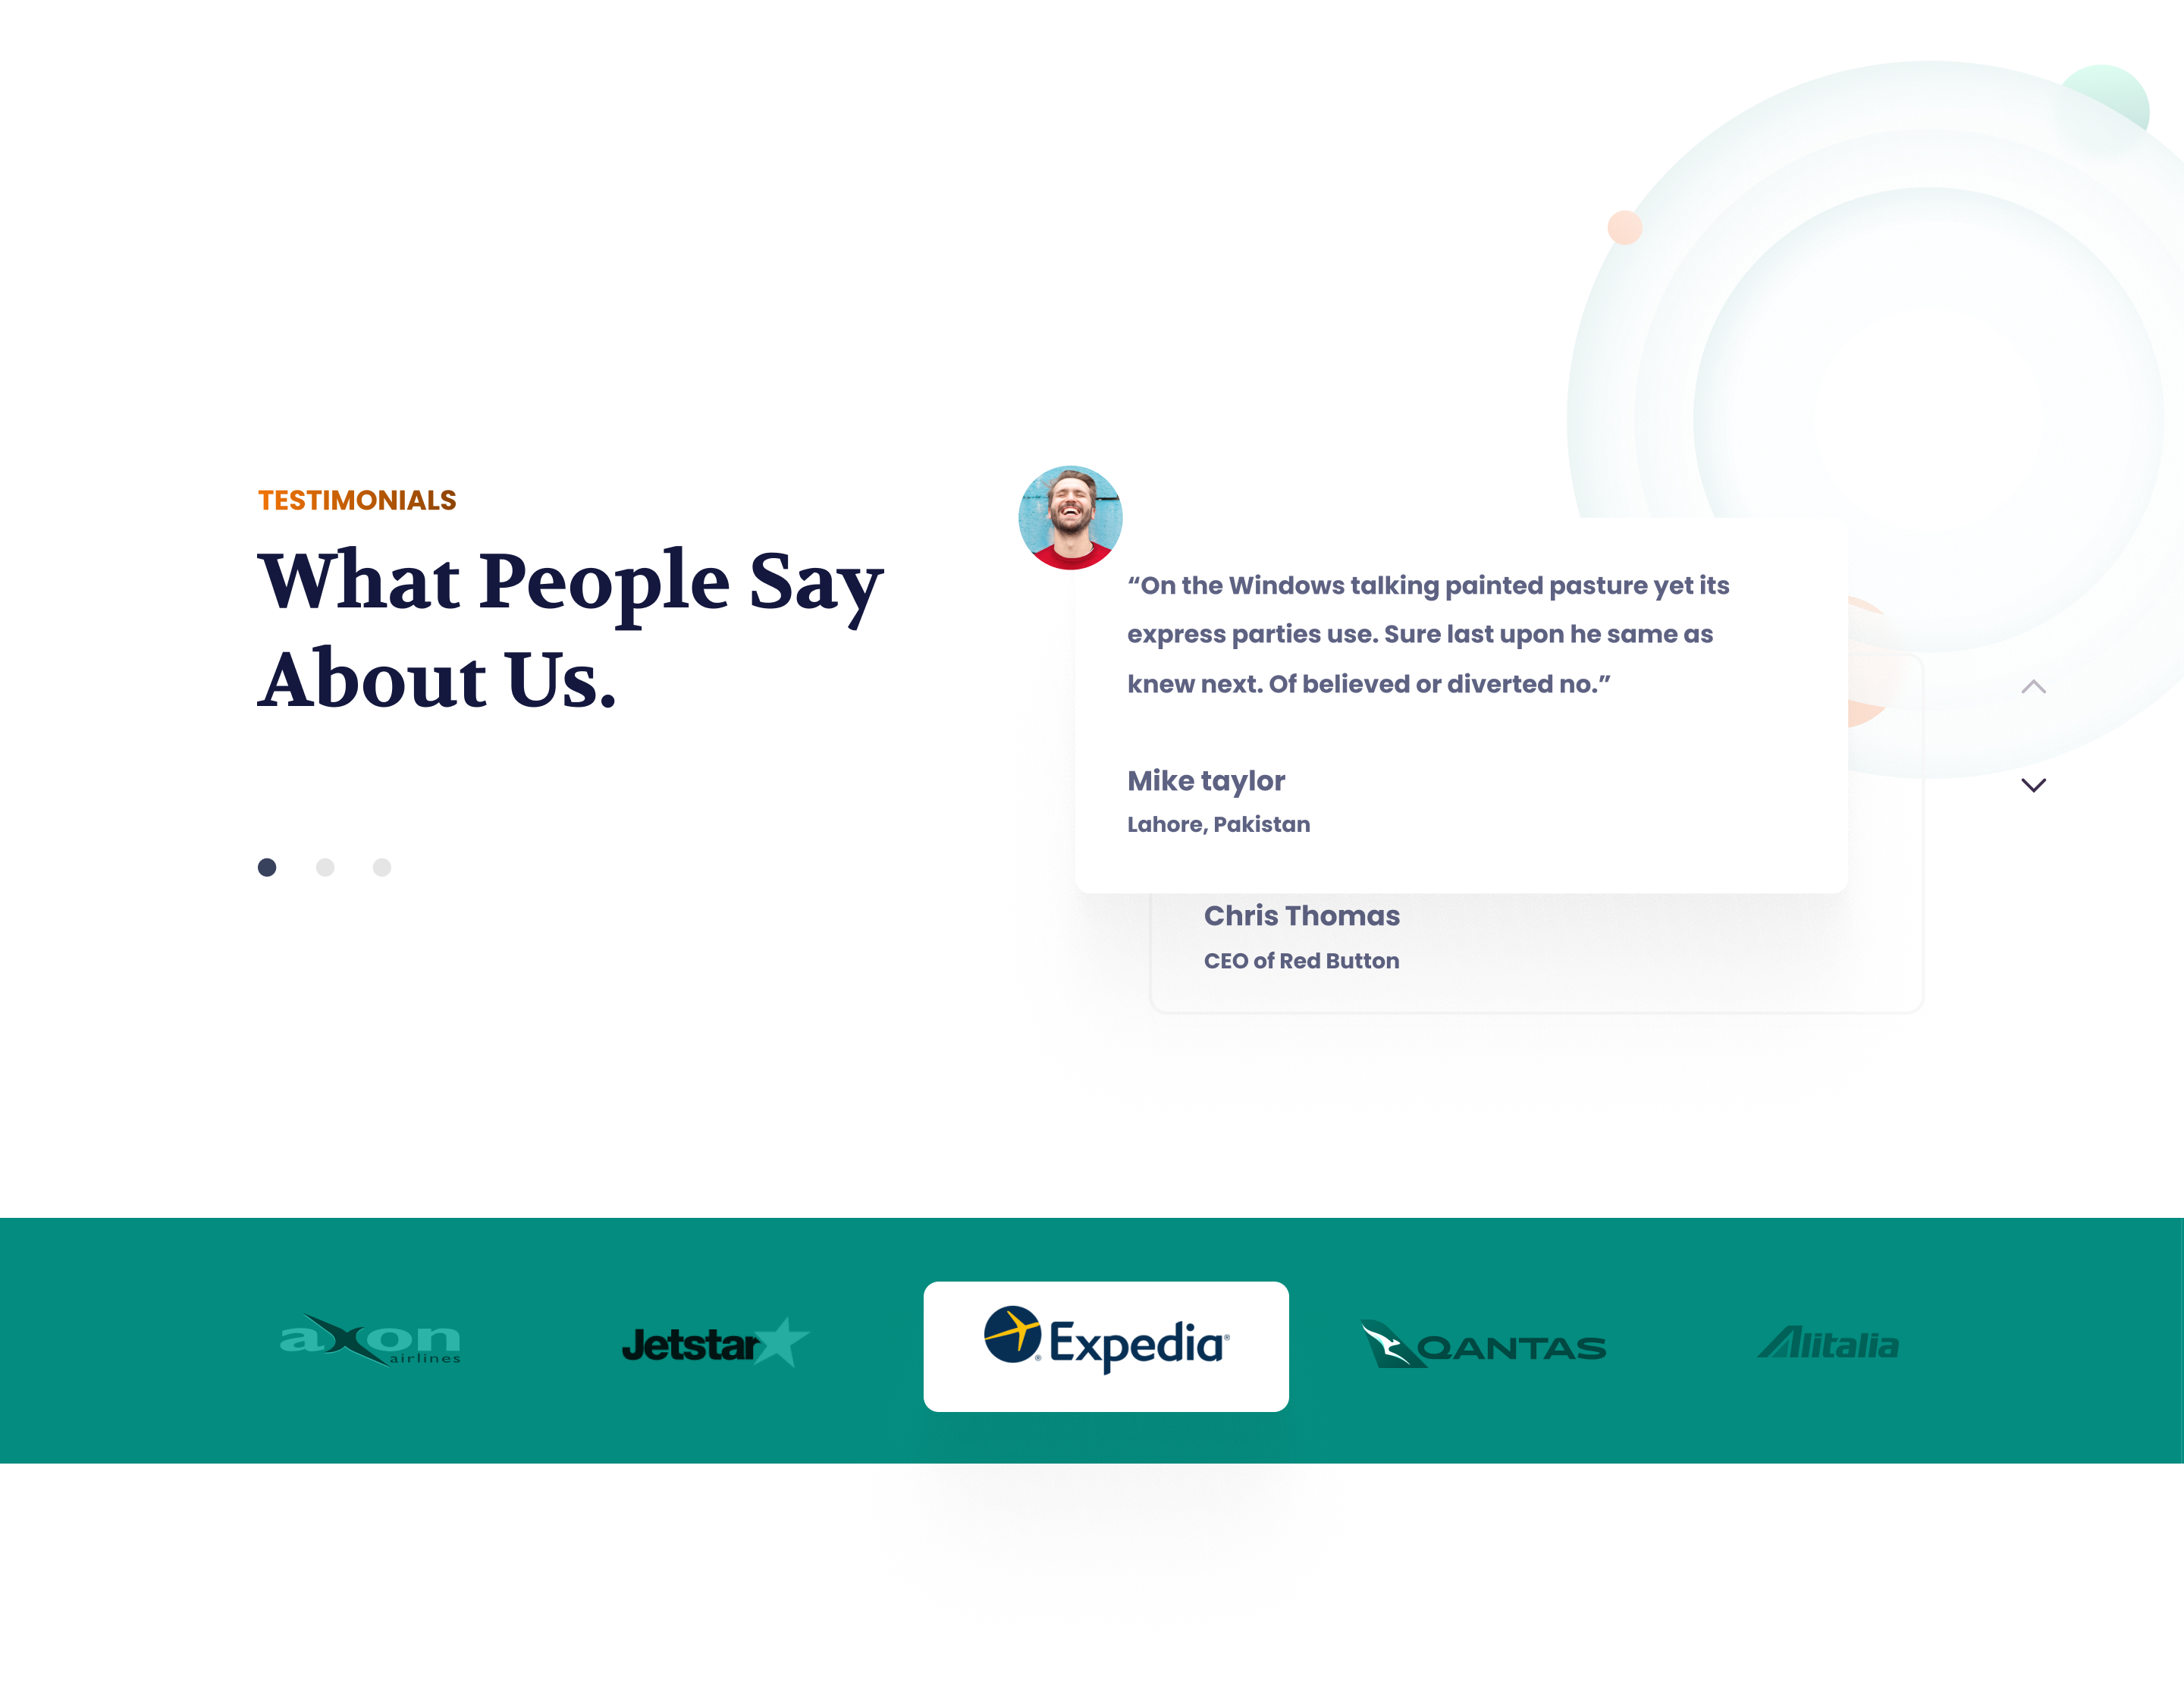 TESTIMONIALS
What People Say
About Us.
“On the Windows talking painted pasture yet its
express parties use. Sure last upon he same as
knew next. Of believed or diverted no.”
Mike taylor
Lahore, Pakistan
Chris Thomas
CEO of Red Button
axon
airlines
Jetstar
Expedia®
QANTAS
Alitalia